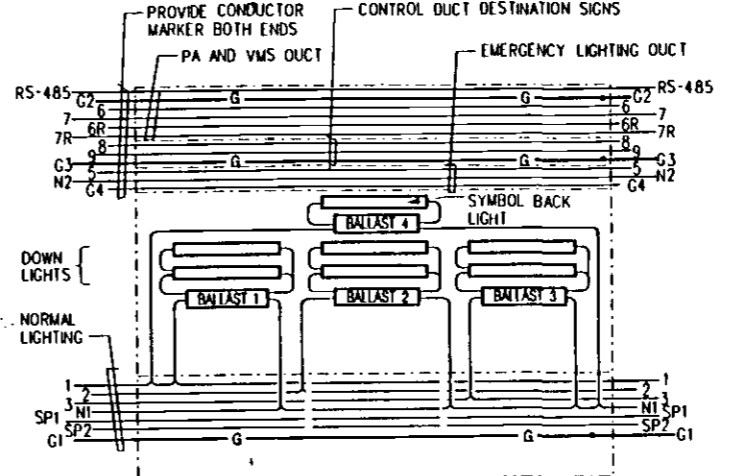 PROVIDE CONDUCTOR
MARKER BOTH ENDS
CONTROL DUCT DESTINATION SIGNS
PA AND VMS DUCT
EMERGENCY LIGHTING DUCT
RS-485 RS-485
G2 G G G2
6 6
7 7
6R 6R
7R 7R
8 8
9 9
G3 G G G3
5 5
N2 N2
G4 G4
SYMBOL BACK
LIGHT
BALLAST 4
DOWN
LIGHTS
BALLAST 1 BALLAST 2 BALLAST 3
NORMAL
LIGHTING
1 1
2 2
3 3
N1 N1
SP1 SP1
SP2 SP2
G1 G G G1